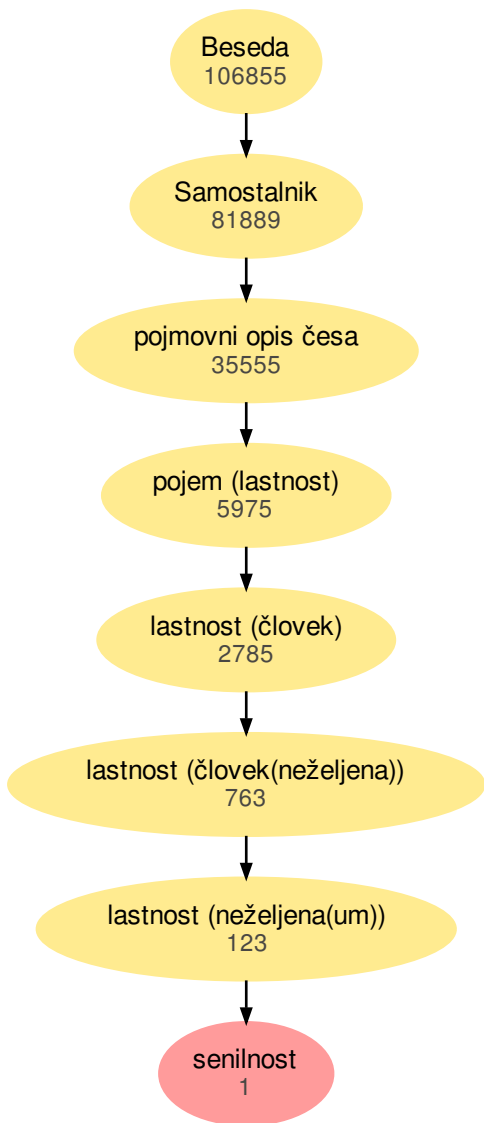 Beseda
106855
Samostalnik
81889
pojmovni opis česa
35555
pojem (lastnost)
5975
lastnost (človek)
2785
lastnost (človek(neželjena))
763
lastnost (neželjena(um))
123
senilnost
1